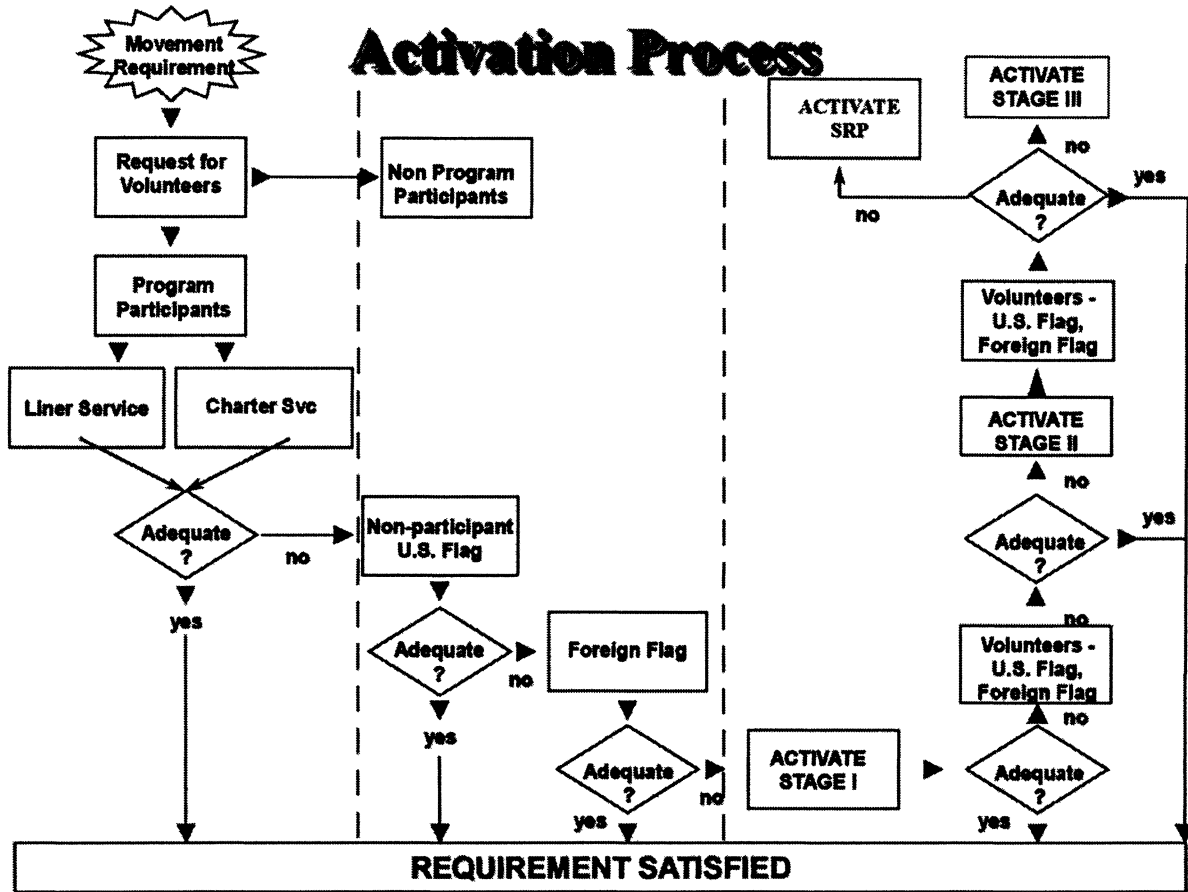 Activation Process
Movement
Requirement
Request for
Volunteers
Non Program
Participants
Program
Participants
Liner Service
Charter Svc
Adequate
?
no
yes
Non-participant
U.S. Flag
Adequate
?
no
yes
Foreign Flag
Adequate
?
no
yes
ACTIVATE
STAGE I
Adequate
?
yes
no
Volunteers -
U.S. Flag,
Foreign Flag
no
Adequate
?
yes
no
ACTIVATE
STAGE II
Volunteers -
U.S. Flag,
Foreign Flag
Adequate
?
yes
no
ACTIVATE
SRP
no
ACTIVATE
STAGE III
REQUIREMENT SATISFIED